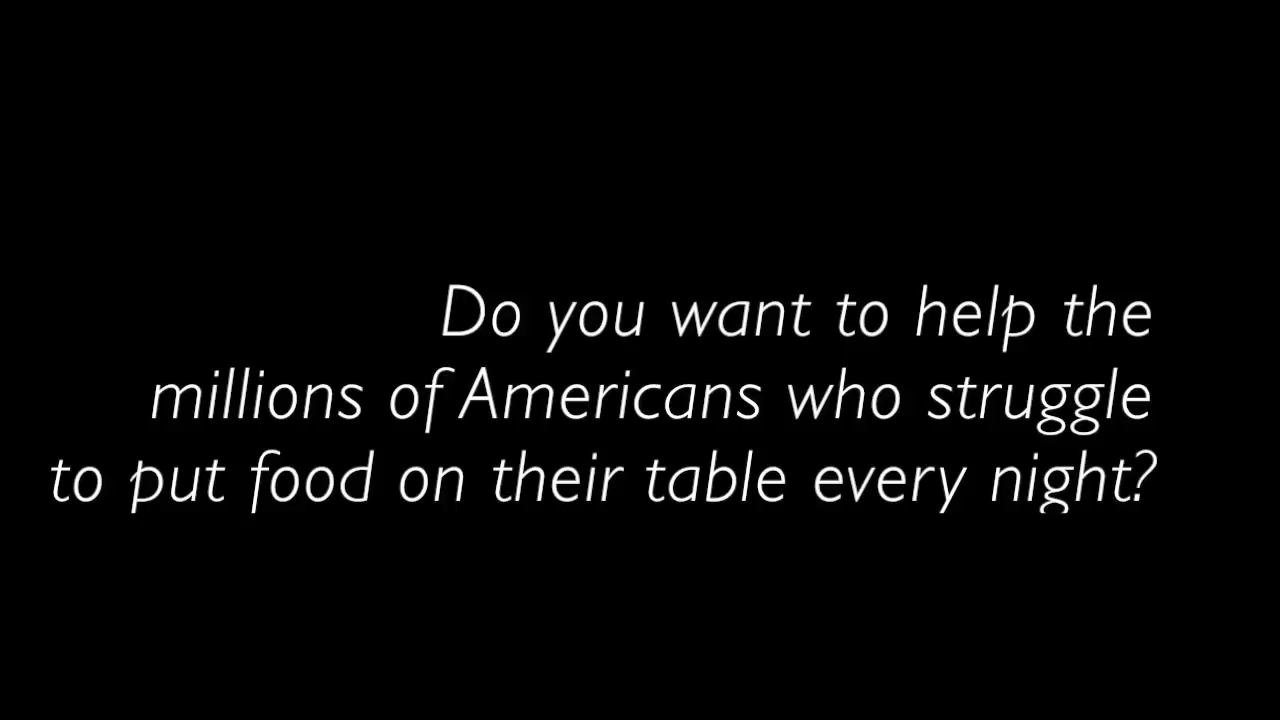 Do you want to help the
millions of Americans who struggle
to put food on their table every night?